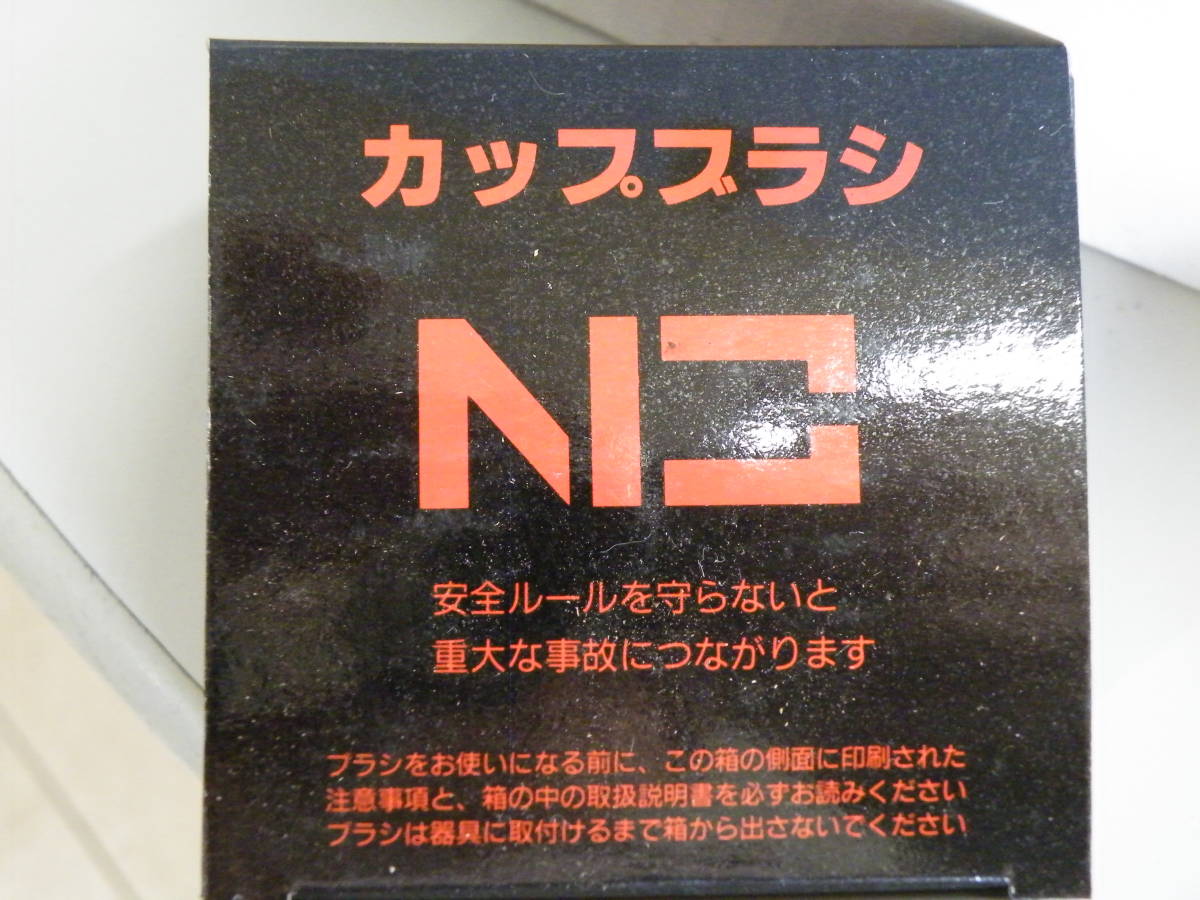 カップブラシ
安全ルールを守らないと
重大な事故につながります
ブラシをお使いになる前に、この箱の側面に印刷された
注意事項と、箱の中の取扱説明書を必ずお読みください
ブラシは器具に取付けるまで箱から出さないでください